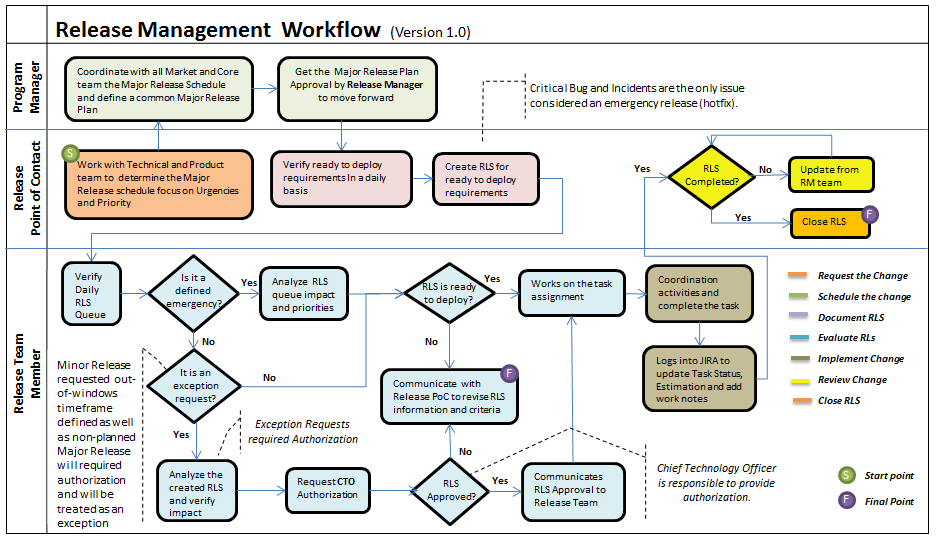 Release Management Workflow (Version 1.0)
Program
Manager
Coordinate with all Market and Core
team the Major Release Schedule
and define a common Major Release
Plan
Get the Major Release Plan
Approval by Release Manager
to move forward
Critical Bug and Incidents are the only issue
considered an emergency release (hotfix).
Release
Point of Contact
S
Work with Technical and Product
team to determine the Major
Release schedule focus on Urgencies
and Priority
Verify ready to deploy
requirements In a daily
basis
Create RLS for
ready to deploy
requirements
Yes
RLS
Completed?
No
Update from
RM team
Yes
Close RLS
F
Release Team
Member
Verify
Daily
RLS
Queue
Is it a
defined
emergency?
Yes
Analyze RLS
queue impact
and priorities
RLS is ready
to deploy?
Yes
Works on the task
assignment
Coordination
activities and
complete the task
No
No
It is an
exception
request?
No
Communicate with
Release PoC to revise RLS
information and criteria
F
Logs into JIRA to
update Task Status,
Estimation and add
work notes
Minor Release
requested out-
of-windows
timeframe
defined as well
as non-planned
Major Release
will required
authorization
and will be
treated as an
exception
Yes
Exception Requests
required Authorization
Analyze the
created RLS
and verify
impact
Request CTO
Authorization
No
RLS
Approved?
Yes
Communicates
RLS Approval to
Release Team
Chief Technology Officer
is responsible to provide
authorization.
Request the Change
Schedule the change
Document RLS
Evaluate RLs
Implement Change
Review Change
Close RLS
S Start point
F Final Point